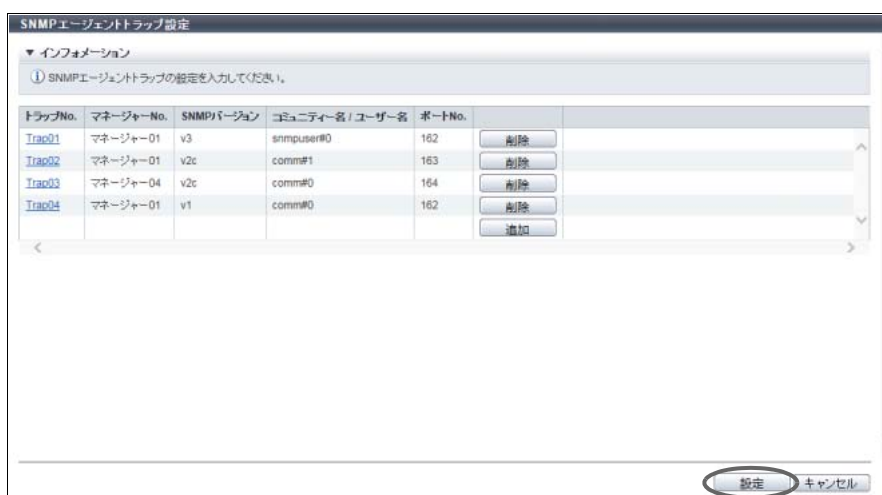 SNMPエージェントトラップ設定
▼ インフォメーション
SNMPエージェントトラップの設定を入力してください。
トラップNo. マネージャーNo. SNMPバージョン コミュニティー名 / ユーザー名 ポートNo.
Trap01 マネージャー01 v3 snmpuser#0 162 削除
Trap02 マネージャー01 v2c comm#1 163 削除
Trap03 マネージャー04 v2c comm#0 164 削除
Trap04 マネージャー01 v1 comm#0 162 削除
追加
設定 キャンセル